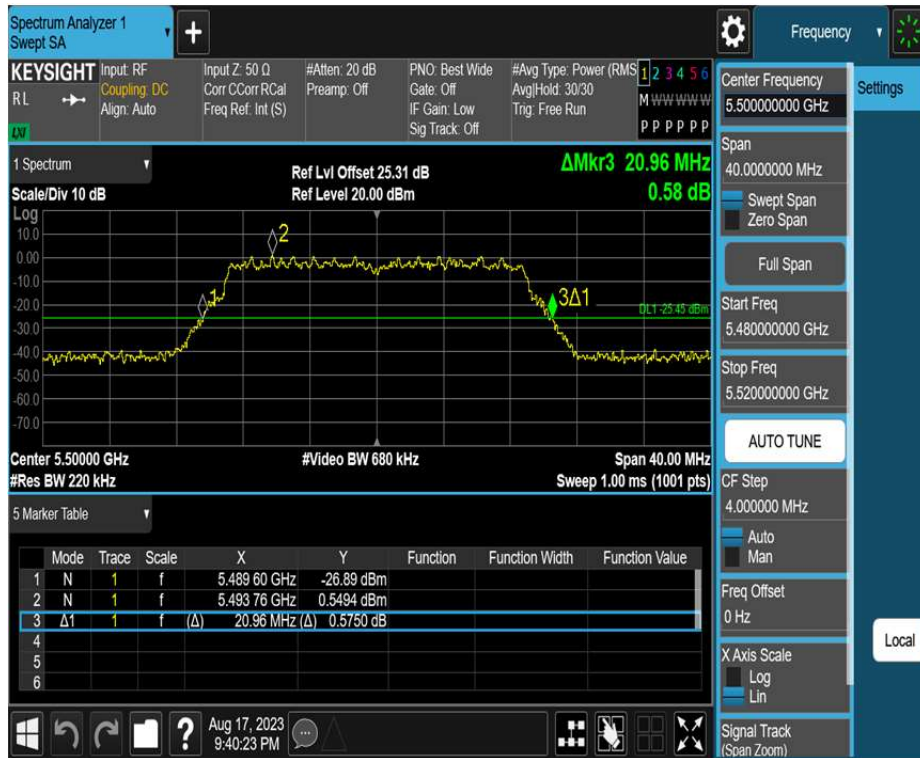 Spectrum Analyzer 1
Swept SA
+
Frequency
KEYSIGHT
RL
LXI
Input: RF
Coupling: DC
Align: Auto
Input Z: 50 Ω
Corr CCorr RCal
Freq Ref: Int (S)
#Atten: 20 dB
Preamp: Off
PNO: Best Wide
Gate: Off
IF Gain: Low
Sig Track: Off
#Avg Type: Power (RMS
Avg|Hold: 30/30
Trig: Free Run
1 2 3 4 5 6
M W W W W W
P P P P P P
Center Frequency
5.500000000 GHz
Settings
Span
40.0000000 MHz
Swept Span
Zero Span
Full Span
Start Freq
5.480000000 GHz
Stop Freq
5.520000000 GHz
AUTO TUNE
CF Step
4.000000 MHz
Auto
Man
Freq Offset
0 Hz
X Axis Scale
Log
Lin
Signal Track
(Span Zoom)
Local
1 Spectrum
Scale/Div 10 dB
Ref Lvl Offset 25.31 dB
Ref Level 20.00 dBm
ΔMkr3 20.96 MHz
0.58 dB
Log
10.0
0.00
-10.0
-20.0
-30.0
-40.0
-50.0
-60.0
-70.0
2
1
3Δ1
DL1 -25.45 dBm
Center 5.50000 GHz
#Video BW 680 kHz
Span 40.00 MHz
#Res BW 220 kHz
Sweep 1.00 ms (1001 pts)
5 Marker Table
Mode Trace Scale X Y Function Function Width Function Value
1 N 1 f 5.489 60 GHz -26.89 dBm
2 N 1 f 5.493 76 GHz 0.5494 dBm
3 Δ1 1 f (Δ) 20.96 MHz (Δ) 0.5750 dB
4
5
6
?
Aug 17, 2023
9:40:23 PM